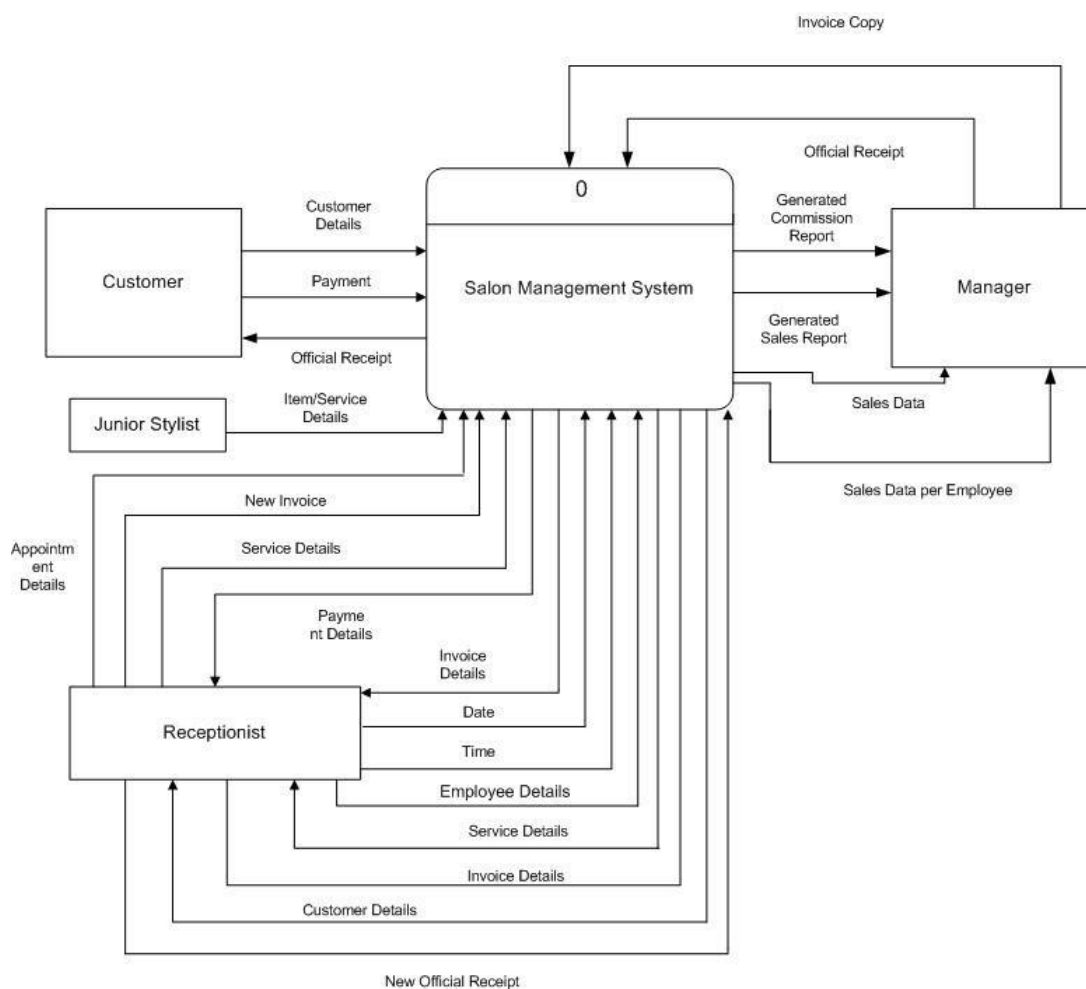 Invoice Copy
Official Receipt
0
Customer
Details
Generated
Commission
Report
Customer
Payment
Salon Management System
Manager
Official Receipt
Generated
Sales Report
Item/Service
Details
Junior Stylist
Sales Data
New Invoice
Sales Data per Employee
Appointm
ent
Details
Service Details
Payme
nt Details
Invoice
Details
Date
Receptionist
Time
Employee Details
Service Details
Invoice Details
Customer Details
New Official Receipt